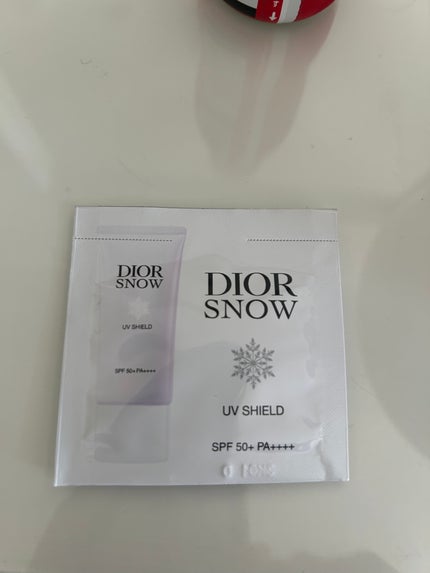 DIOR
SNOW
UV SHIELD
SPF 50+ PA++++
DIOR
SNOW
UV SHIELD
SPF 50+ PA++++